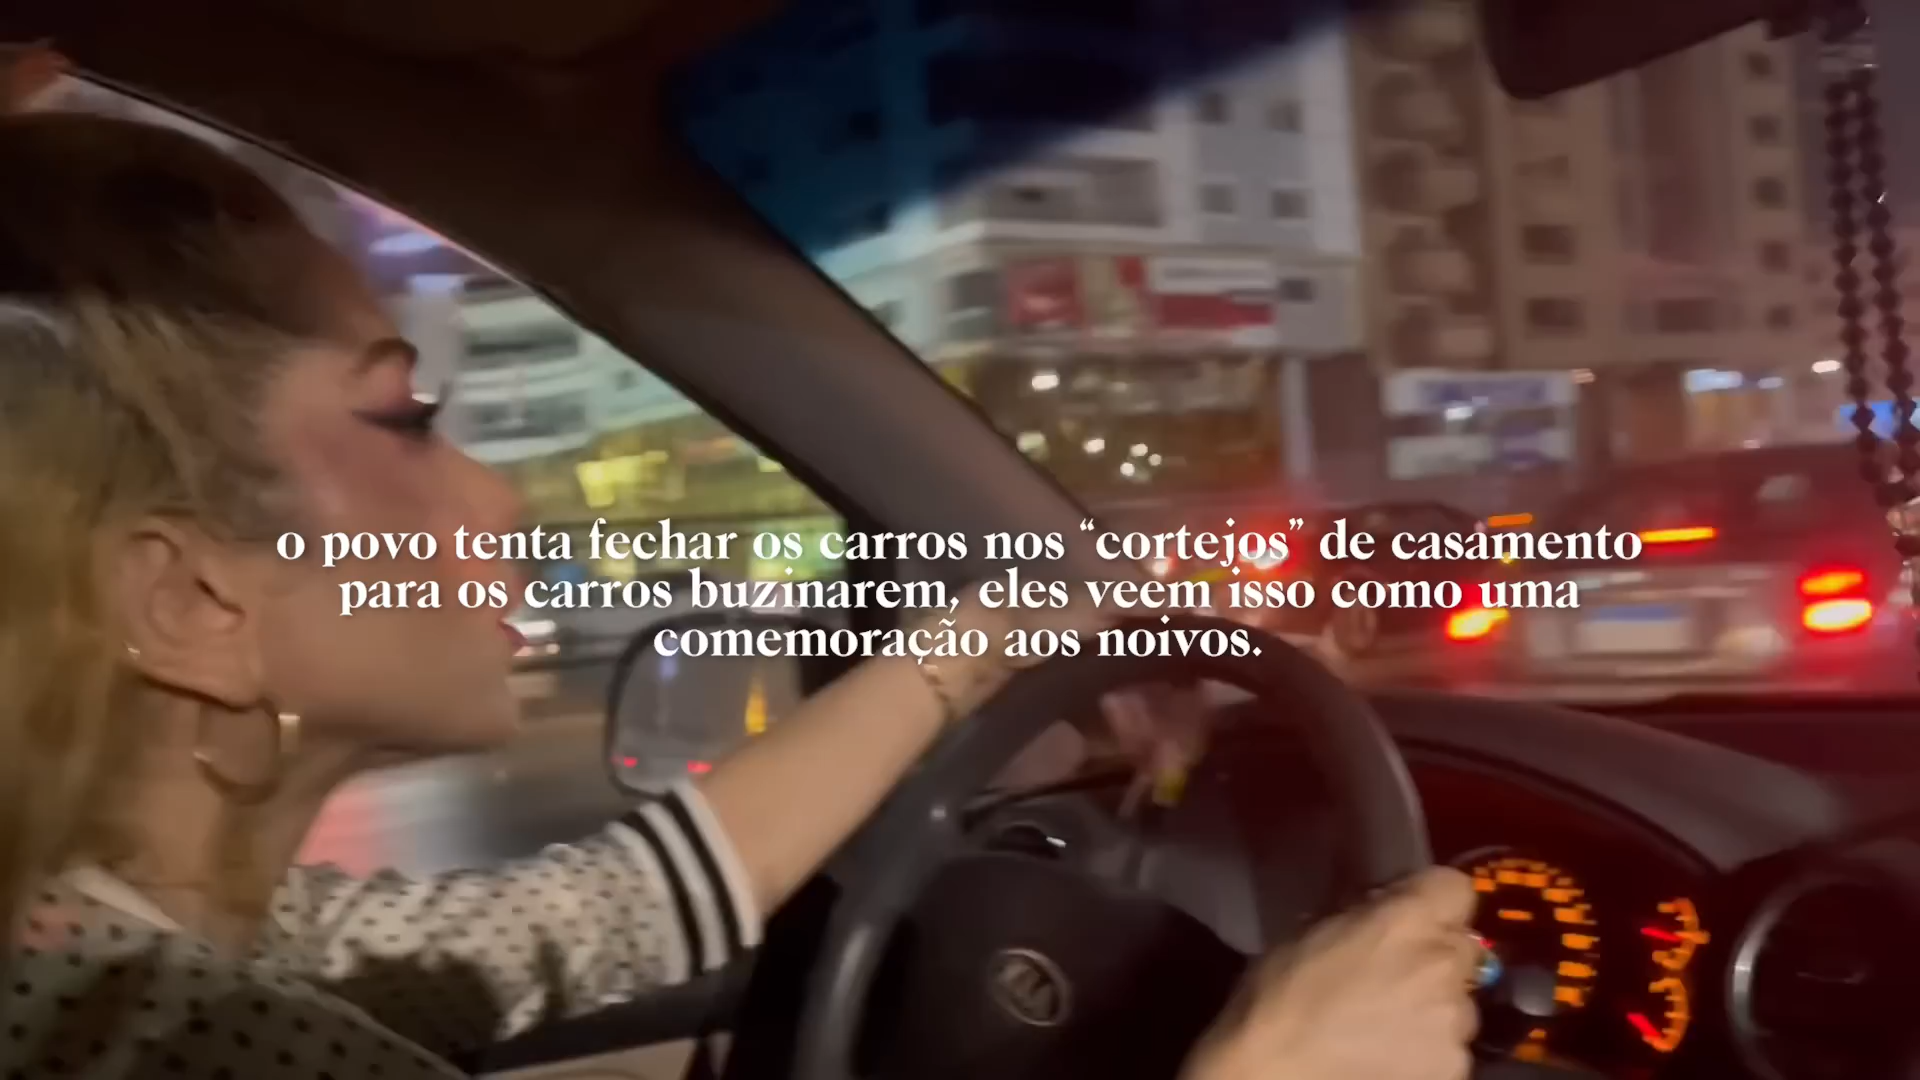 o povo tenta fechar os carros nos “cortejos” de casamento
para os carros buzinarem, eles veem isso como uma
comemoração aos noivos.
KIA